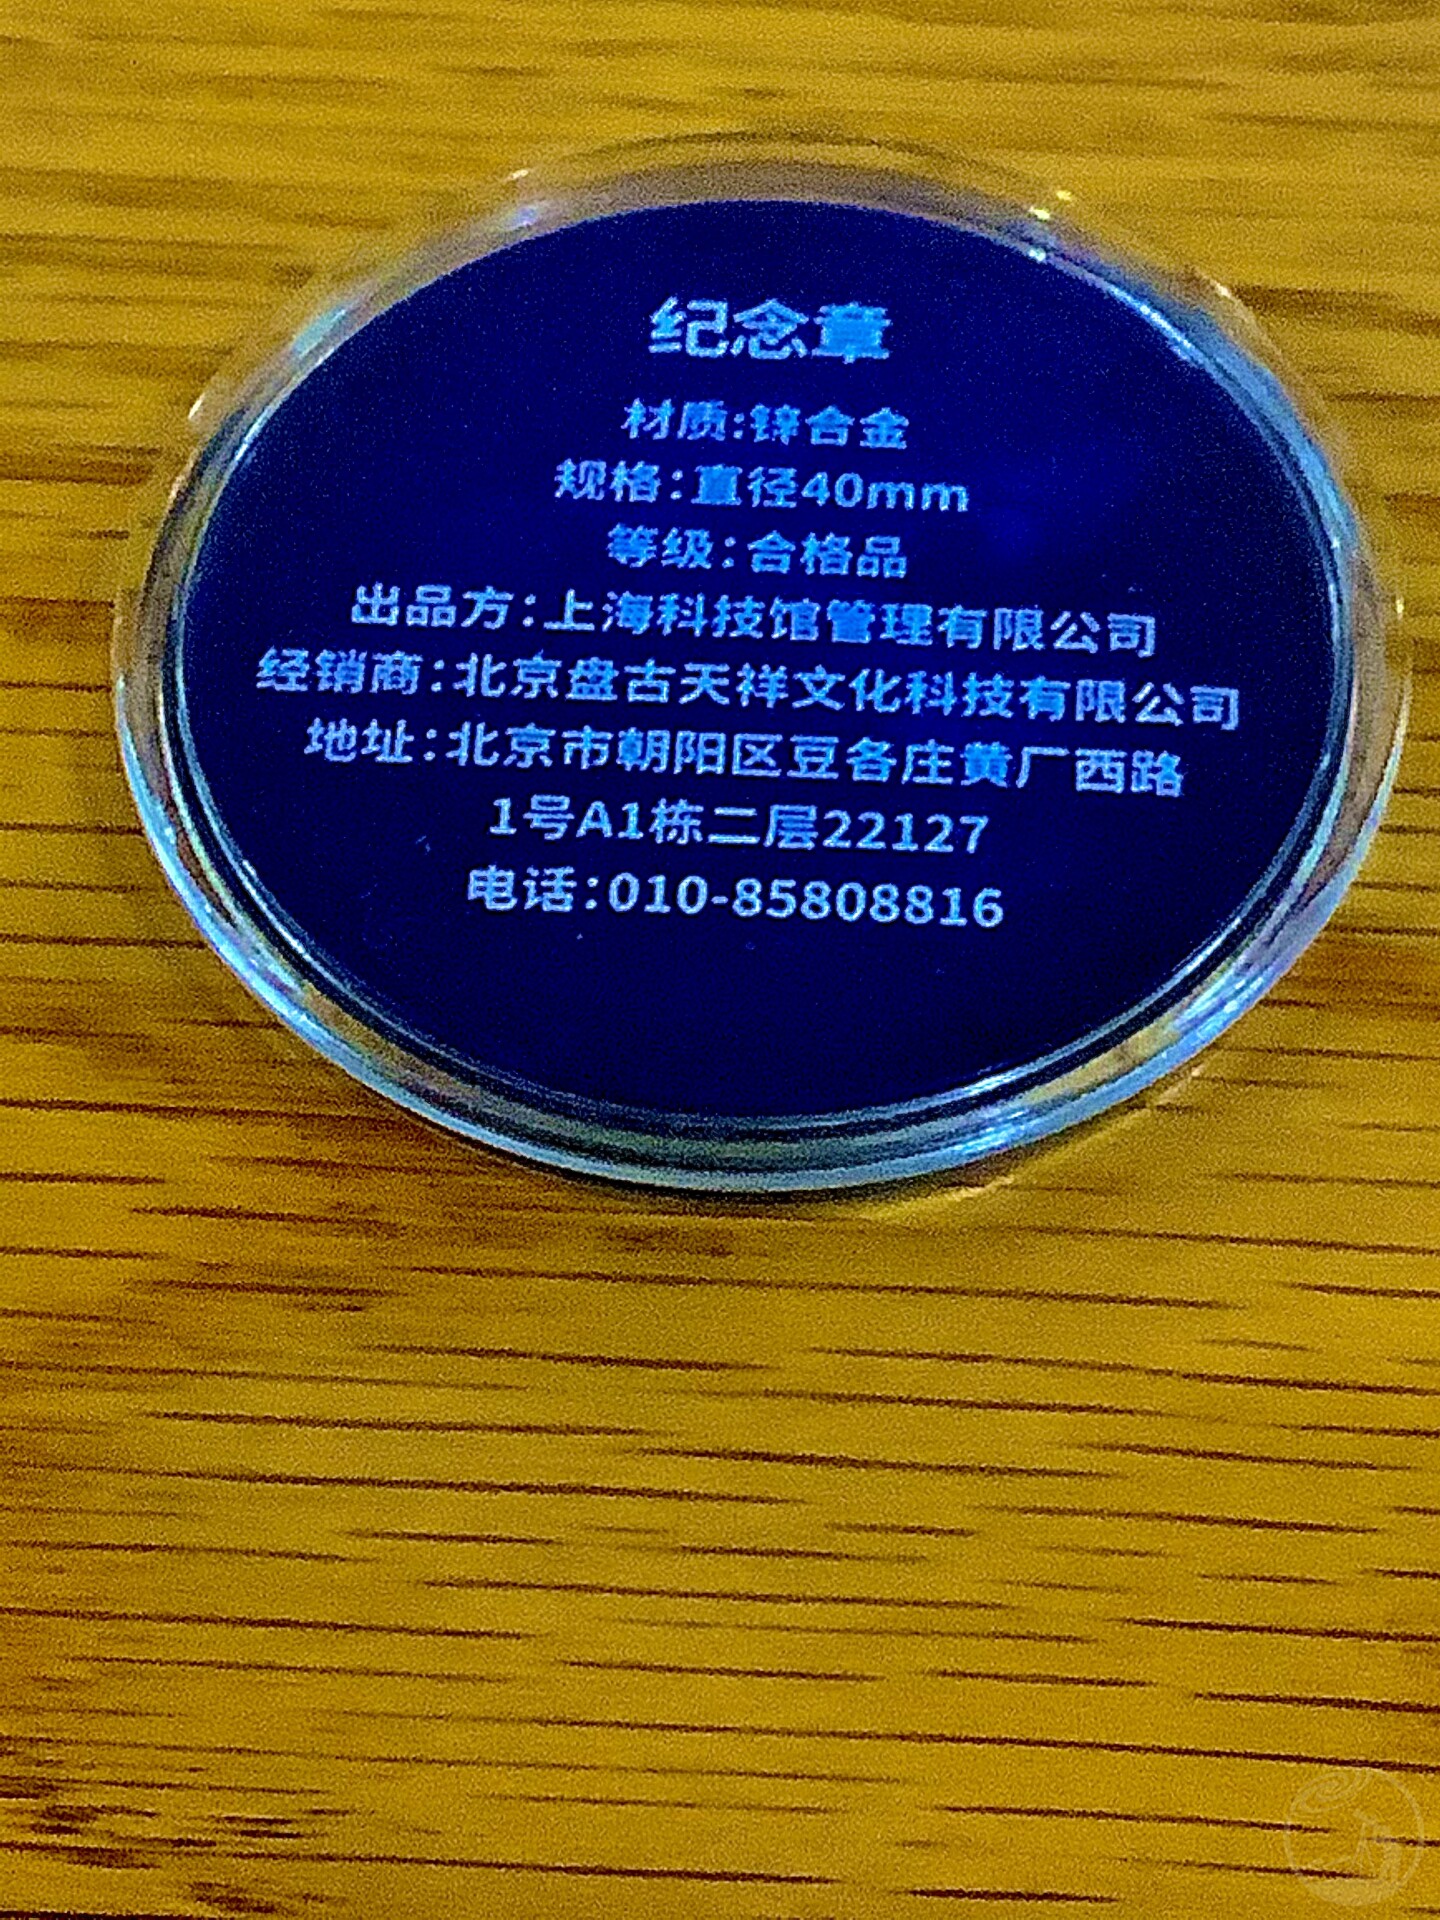 纪念章
材质:锌合金
规格:直径40mm
等级:合格品
出品方:上海科技馆管理有限公司
经销商:北京盘古天祥文化科技有限公司
地址:北京市朝阳区豆各庄黄厂西路
1号A1栋二层22127
电话:010-85808816